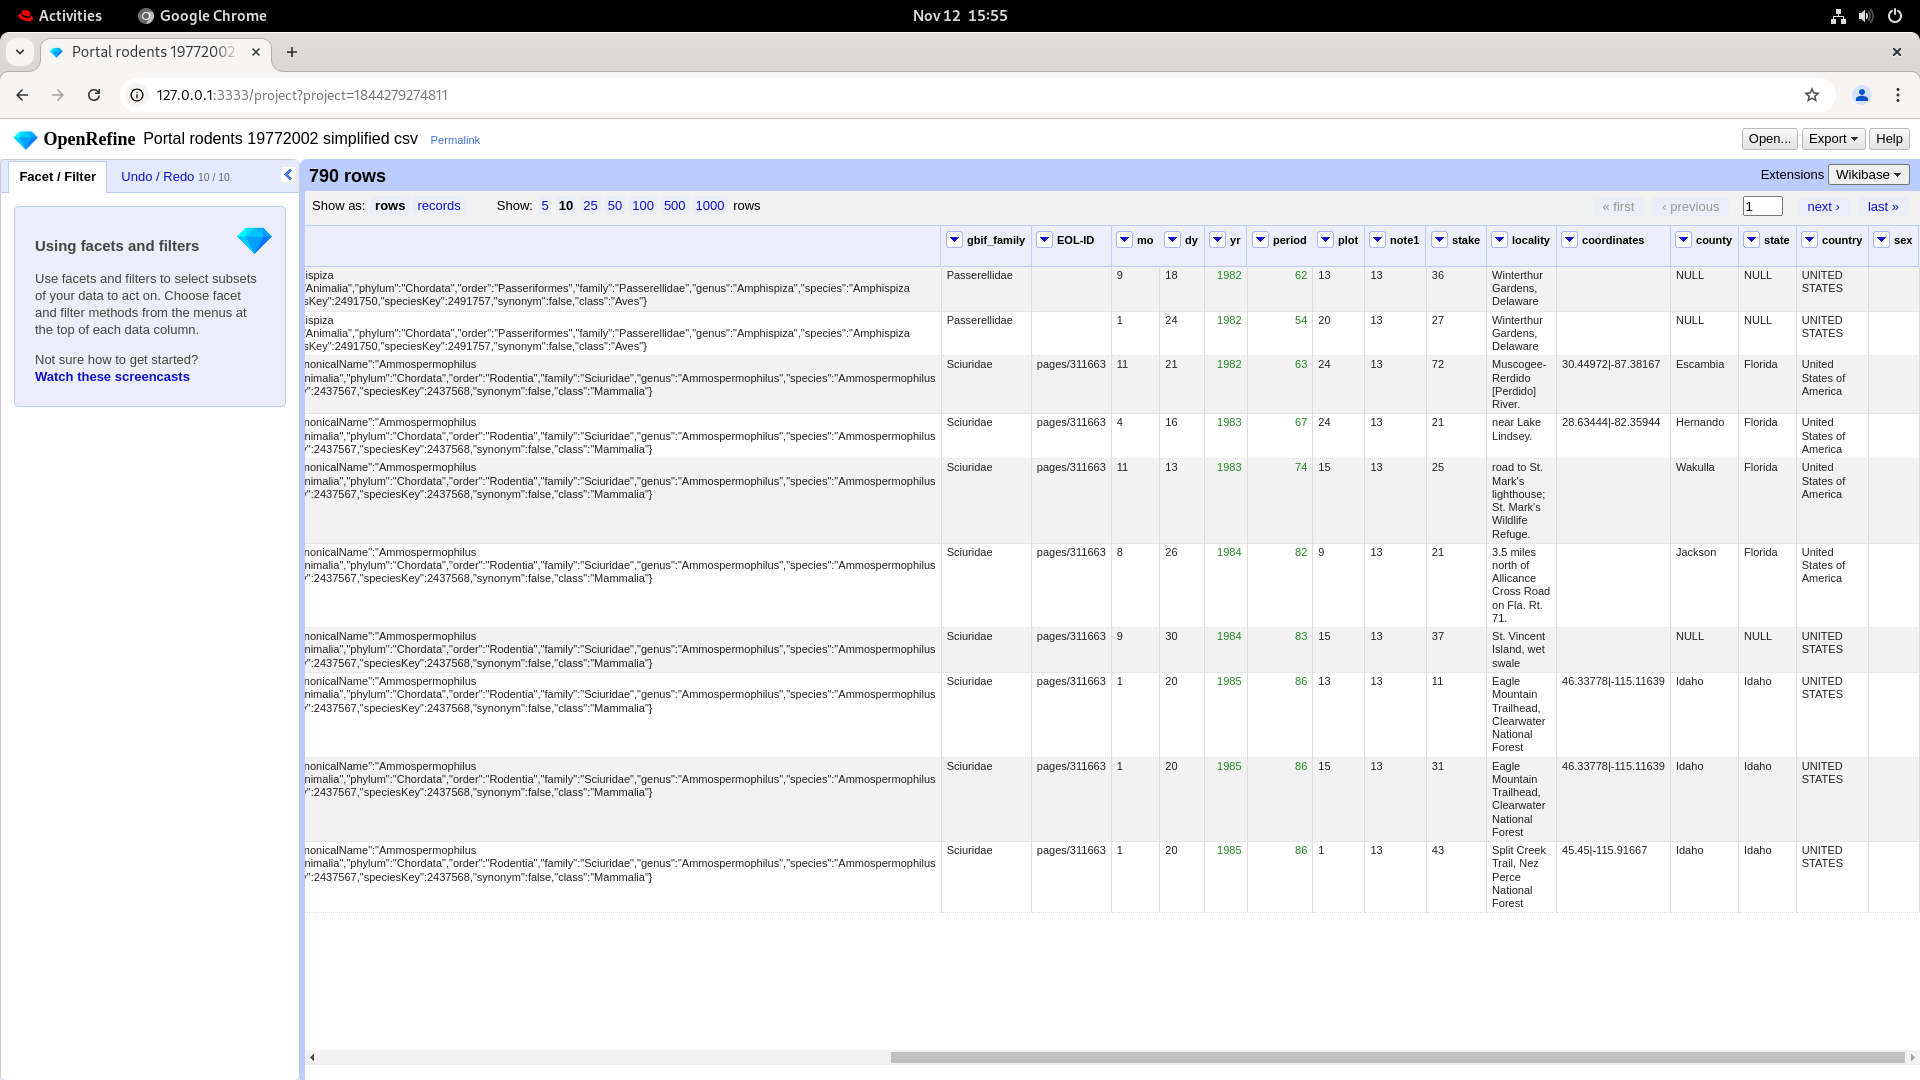 Activities
Google Chrome
Nov 12 15:55
Portal rodents 19772002
127.0.0.1:3333/project?project=1844279274811
OpenRefine
Portal rodents 19772002 simplified csv
Permalink
Open...
Export
Help
Facet / Filter
Undo / Redo 10 / 10
790 rows
Extensions
Wikibase
Show as: rows records
Show: 5 10 25 50 100 500 1000 rows
« first
‹ previous
1
next ›
last »
Using facets and filters
Use facets and filters to select subsets
of your data to act on. Choose facet
and filter methods from the menus at
the top of each data column.
Not sure how to get started?
Watch these screencasts
gbif_family EOL-ID mo dy yr period plot note1 stake locality coordinates county state country sex
ispiza
Animalia","phylum":"Chordata","order":"Passeriformes","family":"Passerellidae","genus":"Amphispiza","species":"Amphispiza
sKey":2491750,"speciesKey":2491757,"synonym":false,"class":"Aves"}
Passerellidae 9 18 1982 62 13 13 36
Winterthur
Gardens,
Delaware
NULL NULL
UNITED
STATES
ispiza
Animalia","phylum":"Chordata","order":"Passeriformes","family":"Passerellidae","genus":"Amphispiza","species":"Amphispiza
sKey":2491750,"speciesKey":2491757,"synonym":false,"class":"Aves"}
Passerellidae 1 24 1982 54 20 13 27
Winterthur
Gardens,
Delaware
NULL NULL
UNITED
STATES
nonicalName":"Ammospermophilus
nimalia","phylum":"Chordata","order":"Rodentia","family":"Sciuridae","genus":"Ammospermophilus","species":"Ammospermophilus
":2437567,"speciesKey":2437568,"synonym":false,"class":"Mammalia"}
Sciuridae pages/311663 11 21 1982 63 24 13 72
Muscogee-
Rerdido
[Perdido]
River.
30.44972|-87.38167 Escambia Florida
United
States of
America
nonicalName":"Ammospermophilus
nimalia","phylum":"Chordata","order":"Rodentia","family":"Sciuridae","genus":"Ammospermophilus","species":"Ammospermophilus
":2437567,"speciesKey":2437568,"synonym":false,"class":"Mammalia"}
Sciuridae pages/311663 4 16 1983 67 24 13 21
near Lake
Lindsey.
28.63444|-82.35944 Hernando Florida
United
States of
America
nonicalName":"Ammospermophilus
nimalia","phylum":"Chordata","order":"Rodentia","family":"Sciuridae","genus":"Ammospermophilus","species":"Ammospermophilus
":2437567,"speciesKey":2437568,"synonym":false,"class":"Mammalia"}
Sciuridae pages/311663 11 13 1983 74 15 13 25
road to St.
Mark's
lighthouse;
St. Mark's
Wildlife
Refuge.
Wakulla Florida
United
States of
America
nonicalName":"Ammospermophilus
nimalia","phylum":"Chordata","order":"Rodentia","family":"Sciuridae","genus":"Ammospermophilus","species":"Ammospermophilus
":2437567,"speciesKey":2437568,"synonym":false,"class":"Mammalia"}
Sciuridae pages/311663 8 26 1984 82 9 13 21
3.5 miles
north of
Allicance
Cross Road
on Fla. Rt.
71.
Jackson Florida
United
States of
America
nonicalName":"Ammospermophilus
nimalia","phylum":"Chordata","order":"Rodentia","family":"Sciuridae","genus":"Ammospermophilus","species":"Ammospermophilus
":2437567,"speciesKey":2437568,"synonym":false,"class":"Mammalia"}
Sciuridae pages/311663 9 30 1984 83 15 13 37
St. Vincent
Island, wet
swale
NULL NULL
UNITED
STATES
nonicalName":"Ammospermophilus
nimalia","phylum":"Chordata","order":"Rodentia","family":"Sciuridae","genus":"Ammospermophilus","species":"Ammospermophilus
":2437567,"speciesKey":2437568,"synonym":false,"class":"Mammalia"}
Sciuridae pages/311663 1 20 1985 86 13 13 11
Eagle
Mountain
Trailhead,
Clearwater
National
Forest
46.33778|-115.11639 Idaho Idaho
UNITED
STATES
nonicalName":"Ammospermophilus
nimalia","phylum":"Chordata","order":"Rodentia","family":"Sciuridae","genus":"Ammospermophilus","species":"Ammospermophilus
":2437567,"speciesKey":2437568,"synonym":false,"class":"Mammalia"}
Sciuridae pages/311663 1 20 1985 86 15 13 31
Eagle
Mountain
Trailhead,
Clearwater
National
Forest
46.33778|-115.11639 Idaho Idaho
UNITED
STATES
nonicalName":"Ammospermophilus
nimalia","phylum":"Chordata","order":"Rodentia","family":"Sciuridae","genus":"Ammospermophilus","species":"Ammospermophilus
":2437567,"speciesKey":2437568,"synonym":false,"class":"Mammalia"}
Sciuridae pages/311663 1 20 1985 86 1 13 43
Split Creek
Trail, Nez
Perce
National
Forest
45.45|-115.91667 Idaho Idaho
UNITED
STATES